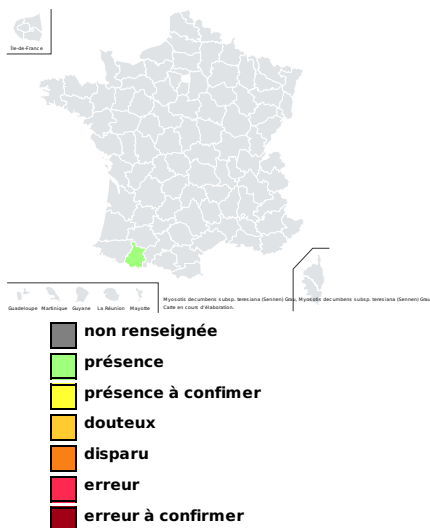 Île-de-France
Guadeloupe Martinique Guyane La Réunion Mayotte
Myosotis decumbens subsp. teresiana (Sennen) Grau, Myosotis decumbens subsp. teresiana (Sennen) Grau
Carte en cours d'élaboration.
non renseignée
présence
présence à confimer
douteux
disparu
erreur
erreur à confirmer